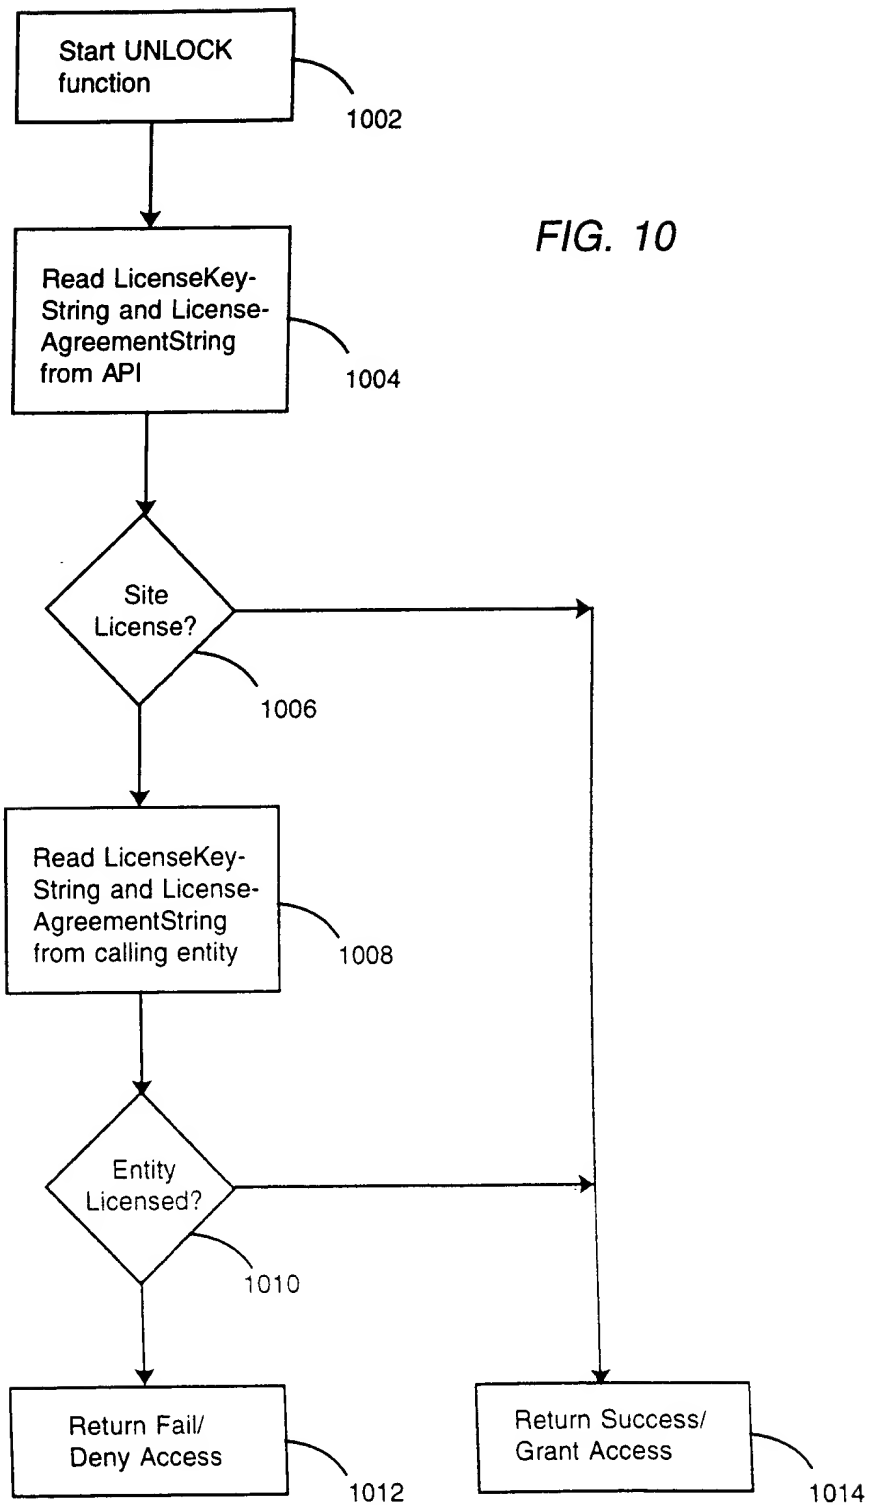 Start UNLOCK
function
1002
FIG. 10
Read LicenseKey-
String and License-
AgreementString
from API
1004
Site
License?
1006
Read LicenseKey-
String and License-
AgreementString
from calling entity
1008
Entity
Licensed?
1010
Return Fail/
Deny Access
1012
Return Success/
Grant Access
1014